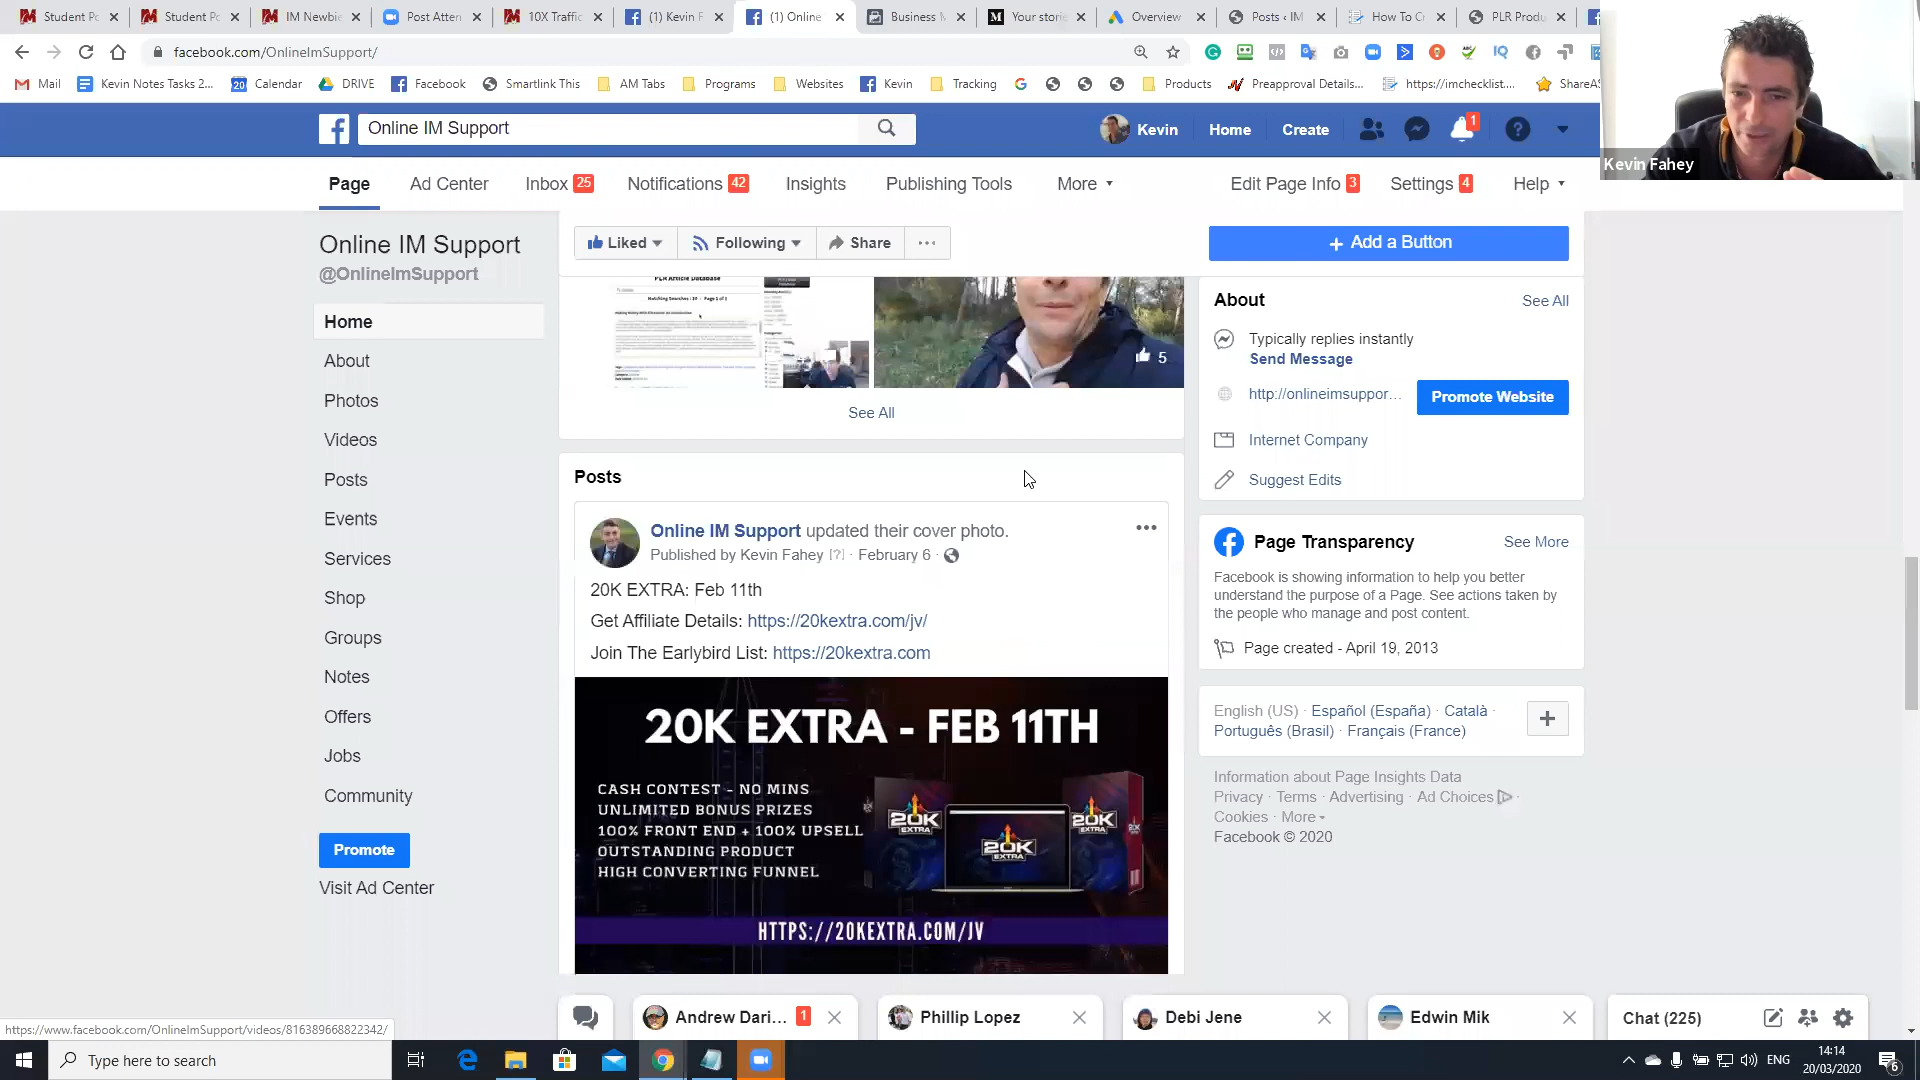 Student Po
Student Po
IM Newbie
Post Atten
10X Traffic
(1) Kevin F
(1) Online
Business M
Your storie
Overview
Posts ‹ IM
How To Cr
PLR Produ
facebook.com/OnlineImSupport/
Mail
Kevin Notes Tasks 2...
Calendar
DRIVE
Facebook
Smartlink This
AM Tabs
Programs
Websites
Kevin
Tracking
Products
Preapproval Details...
https://imchecklist....
ShareAS
Kevin Fahey
Online IM Support
Kevin
Home
Create
1
Page
Ad Center
Inbox 25
Notifications 42
Insights
Publishing Tools
More
Edit Page Info 3
Settings 4
Help
Online IM Support
@OnlineImSupport
Home
About
Photos
Videos
Posts
Events
Services
Shop
Groups
Notes
Offers
Jobs
Community
Promote
Visit Ad Center
Liked
Following
Share
+ Add a Button
PLR Article Database
5
See All
Posts
Online IM Support updated their cover photo.
Published by Kevin Fahey [?] · February 6 ·
20K EXTRA: Feb 11th
Get Affiliate Details: https://20kextra.com/jv/
Join The Earlybird List: https://20kextra.com
20K EXTRA - FEB 11TH
CASH CONTEST - NO MINS
UNLIMITED BONUS PRIZES
100% FRONT END + 100% UPSELL
OUTSTANDING PRODUCT
HIGH CONVERTING FUNNEL
20K
EXTRA
20K
EXTRA
20K
EXTRA
HTTPS://20KEXTRA.COM/JV
About
See All
Typically replies instantly
Send Message
http://onlineimsuppor...
Promote Website
Internet Company
Suggest Edits
Page Transparency
See More
Facebook is showing information to help you better
understand the purpose of a Page. See actions taken by
the people who manage and post content.
Page created - April 19, 2013
English (US) · Español (España) · Català ·
Português (Brasil) · Français (France)
Information about Page Insights Data
Privacy · Terms · Advertising · Ad Choices ·
Cookies · More
Facebook © 2020
Andrew Dari... 1
Phillip Lopez
Debi Jene
Edwin Mik
Chat (225)
https://www.facebook.com/OnlineImSupport/videos/816389668822342/
Type here to search
ENG
14:14
20/03/2020
6